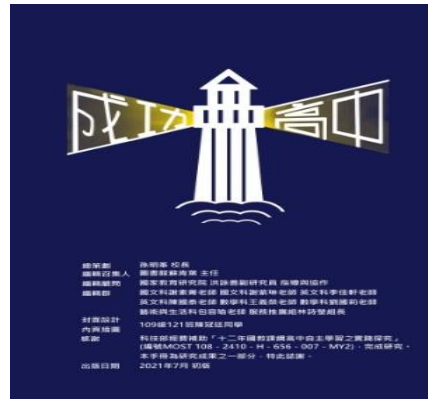 成功高中
總策劃 孫明峯 校長
編輯召集人 圖書館蘇肯葉 主任
編輯顧問 國家教育研究院 洪詠善副研究員 指導與協作
編輯群 國文科謝素菁老師 國文科謝紫琳老師 英文科李佳軒老師
英文科陳國泰老師 數學科王義榮老師 數學科劉國莉老師
藝術與生活科包容瑜老師 服務推廣組林詩瑩組長
封面設計 109級121班陳冠廷同學
內頁插圖
感謝 科技部經費補助「十二年國教課綱高中自主學習之實踐探究」
(編號MOST 108 - 2410 - H - 656 - 007 - MY2)，完成研究。
本手冊為研究成果之一部分，特此誌謝。
出版日期 2021年7月 初版